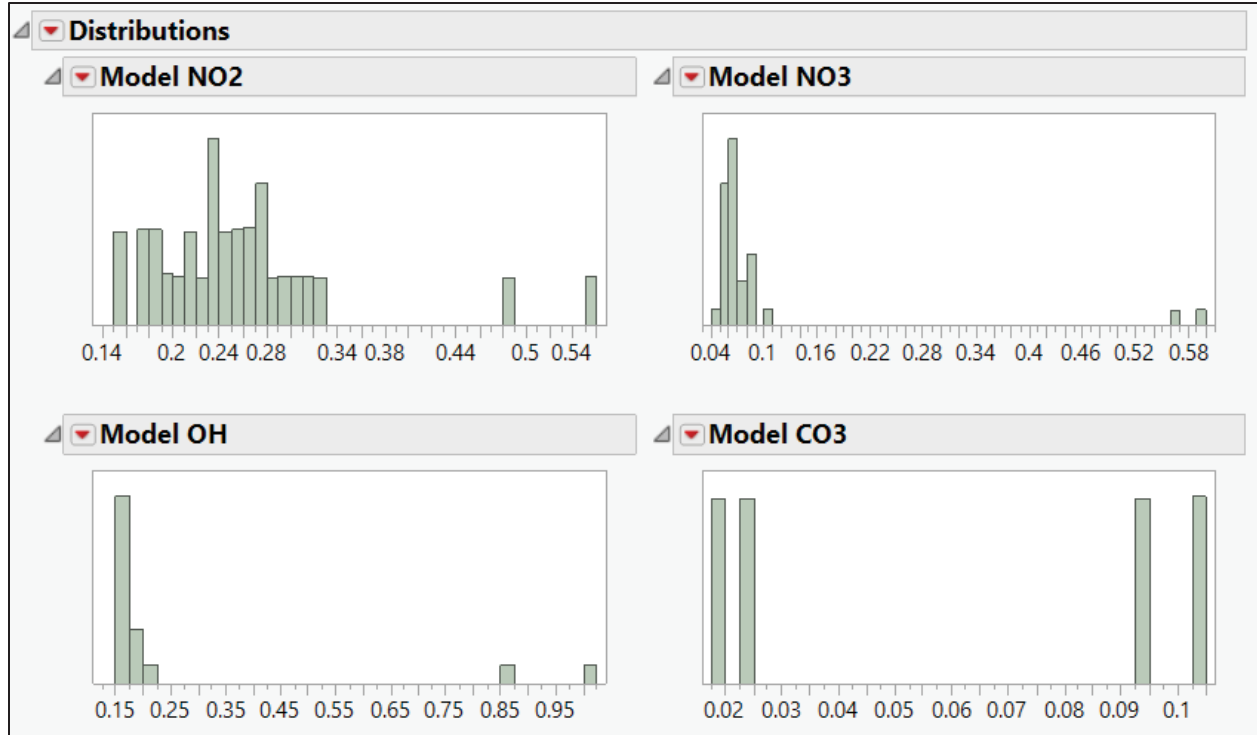 Distributions
Model NO2
0.14 0.2 0.24 0.28 0.34 0.38 0.44 0.5 0.54
Model NO3
0.04 0.1 0.16 0.22 0.28 0.34 0.4 0.46 0.52 0.58
Model OH
0.15 0.25 0.35 0.45 0.55 0.65 0.75 0.85 0.95
Model CO3
0.02 0.03 0.04 0.05 0.06 0.07 0.08 0.09 0.1